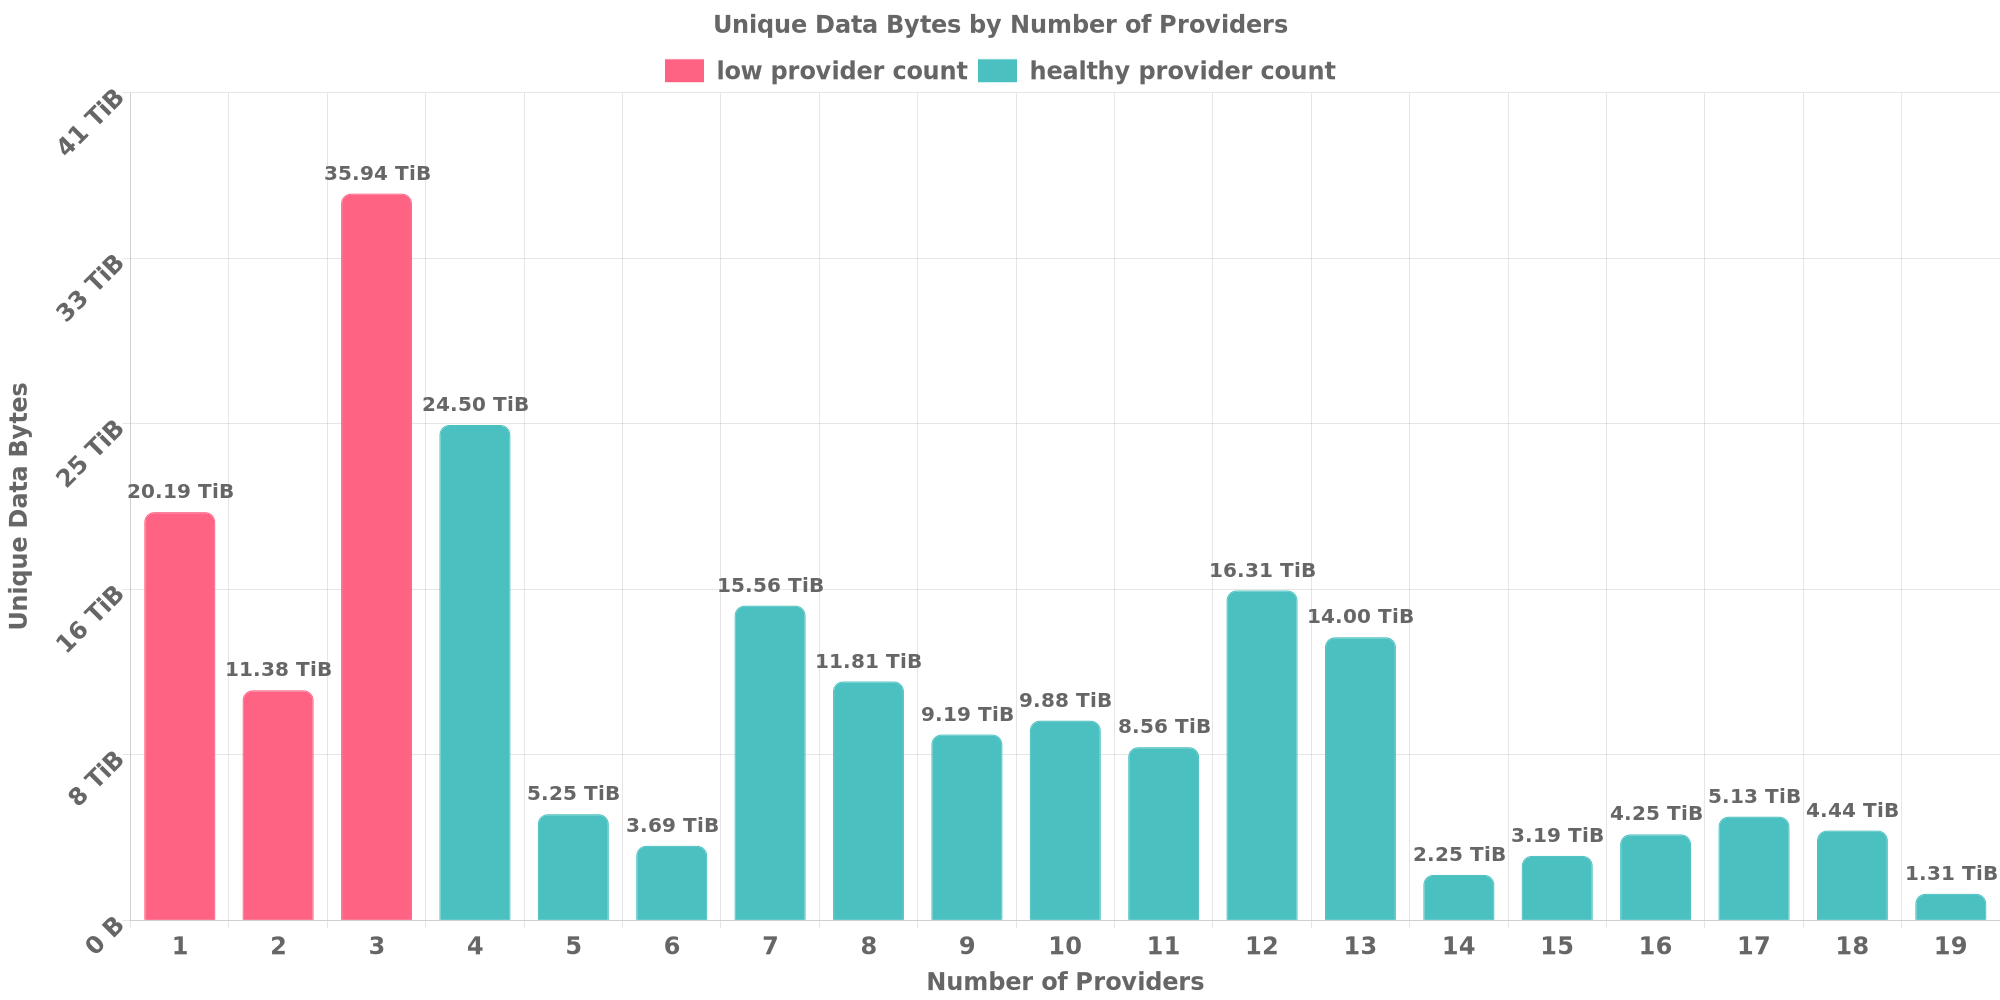 Unique Data Bytes by Number of Providers
low provider count healthy provider count
Unique Data Bytes
41 TiB
33 TiB
25 TiB
16 TiB
8 TiB
0 B
20.19 TiB
11.38 TiB
35.94 TiB
24.50 TiB
5.25 TiB
3.69 TiB
15.56 TiB
11.81 TiB
9.19 TiB
9.88 TiB
8.56 TiB
16.31 TiB
14.00 TiB
2.25 TiB
3.19 TiB
4.25 TiB
5.13 TiB
4.44 TiB
1.31 TiB
1 2 3 4 5 6 7 8 9 10 11 12 13 14 15 16 17 18 19
Number of Providers